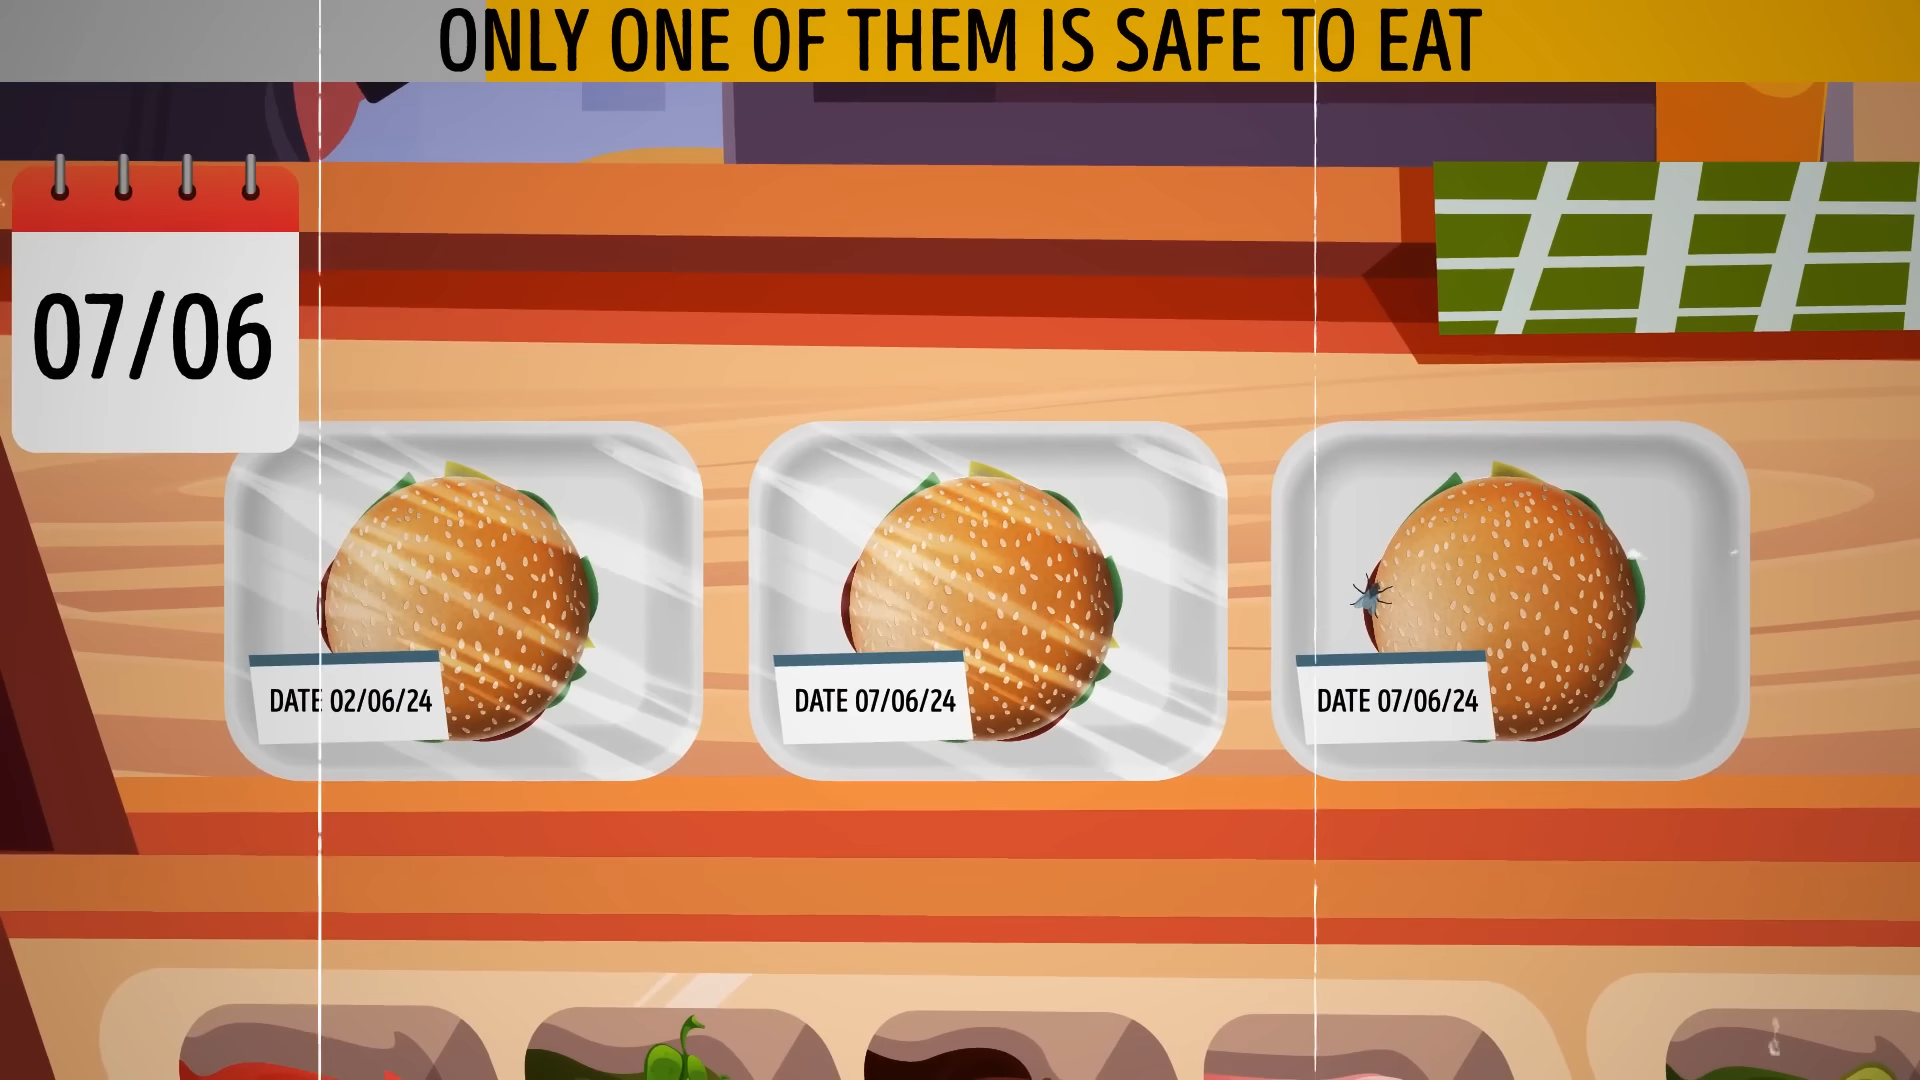 ONLY ONE OF THEM IS SAFE TO EAT
07/06
DATE 02/06/24
DATE 07/06/24
DATE 07/06/24